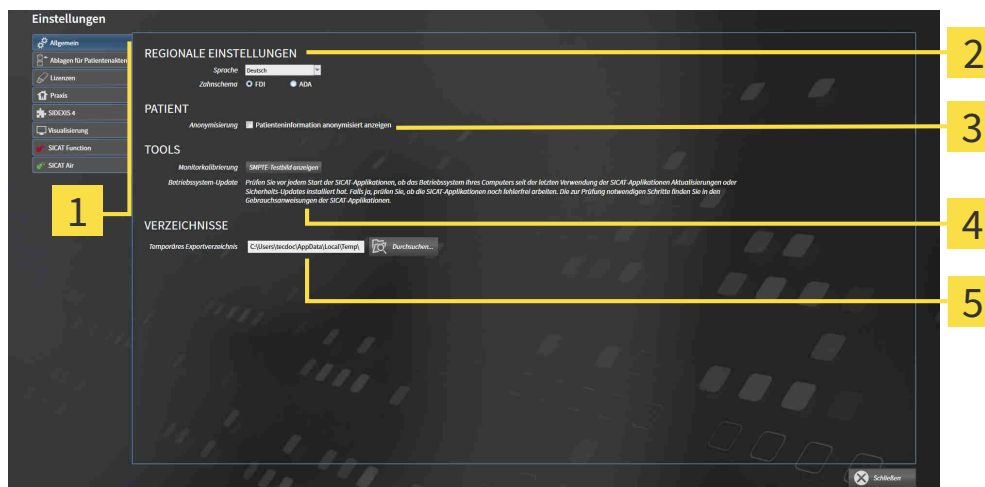 Einstellungen
Allgemein
Ablagen für Patientenakten
Lizenzen
Praxis
SIDEXIS 4
Visualisierung
SICAT Function
SICAT Air
1
REGIONALE EINSTELLUNGEN
2
Sprache Deutsch
Zahnschema FDI ADA
PATIENT
Anonymisierung Patienteninformation anonymisiert anzeigen
3
TOOLS
Monitorkalibrierung SMPTE-Testbild anzeigen
Betriebssystem-Update Prüfen Sie vor jedem Start der SICAT-Applikationen, ob das Betriebssystem Ihres Computers seit der letzten Verwendung der SICAT-Applikationen Aktualisierungen oder
Sicherheits-Updates installiert hat. Falls ja, prüfen Sie, ob die SICAT-Applikationen noch fehlerfrei arbeiten. Die zur Prüfung notwendigen Schritte finden Sie in den
Gebrauchsanweisungen der SICAT-Applikationen.
4
VERZEICHNISSE
Temporäres Exportverzeichnis C:\Users\tecdoc\AppData\Local\Temp\ Durchsuchen...
5
Schließen